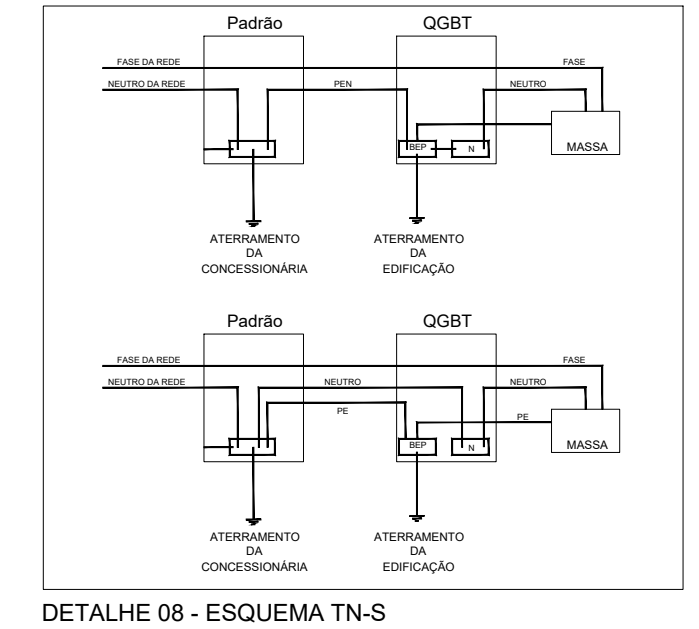 Padrão QGBT
FASE DA REDE FASE
NEUTRO DA REDE PEN NEUTRO
BEP N MASSA
ATERRAMENTO
DA
CONCESSIONÁRIA
ATERRAMENTO
DA
EDIFICAÇÃO
Padrão QGBT
FASE DA REDE FASE
NEUTRO DA REDE NEUTRO NEUTRO
PE PE
BEP N MASSA
ATERRAMENTO
DA
CONCESSIONÁRIA
ATERRAMENTO
DA
EDIFICAÇÃO
DETALHE 08 - ESQUEMA TN-S